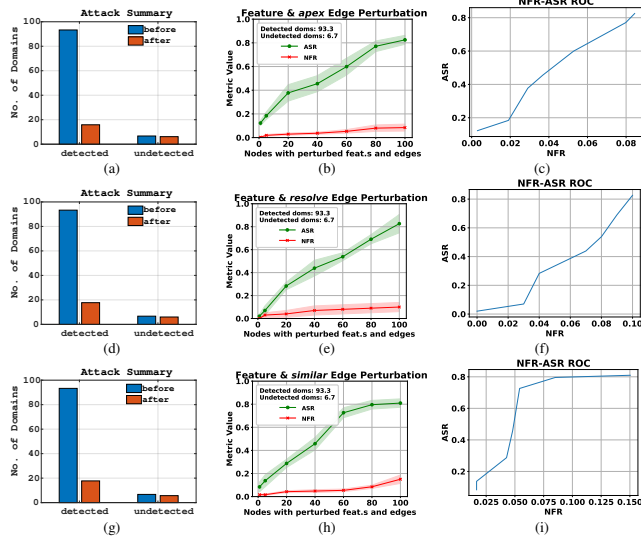 Attack Summary
No. of Domains
100
80
60
40
20
0
before
after
detected
undetected
(a)
Feature & apex Edge Perturbation
Metric Value
1.0
0.8
0.6
0.4
0.2
0.0
Detected doms: 93.3
Undetected doms: 6.7
ASR
NFR
0 20 40 60 80 100
Nodes with perturbed feat.s and edges
(b)
NFR-ASR ROC
ASR
0.8
0.6
0.4
0.2
0.00 0.02 0.04 0.06 0.08
NFR
(c)
Attack Summary
No. of Domains
100
80
60
40
20
0
before
after
detected
undetected
(d)
Feature & resolve Edge Perturbation
Metric Value
1.0
0.8
0.6
0.4
0.2
0.0
Detected doms: 93.3
Undetected doms: 6.7
ASR
NFR
0 20 40 60 80 100
Nodes with perturbed feat.s and edges
(e)
NFR-ASR ROC
ASR
0.8
0.6
0.4
0.2
0.0
0.00 0.02 0.04 0.06 0.08 0.10
NFR
(f)
Attack Summary
No. of Domains
100
80
60
40
20
0
before
after
detected
undetected
(g)
Feature & similar Edge Perturbation
Metric Value
1.0
0.8
0.6
0.4
0.2
0.0
Detected doms: 93.3
Undetected doms: 6.7
ASR
NFR
0 20 40 60 80 100
Nodes with perturbed feat.s and edges
(h)
NFR-ASR ROC
ASR
0.8
0.6
0.4
0.2
0.025 0.050 0.075 0.100 0.125 0.150
NFR
(i)